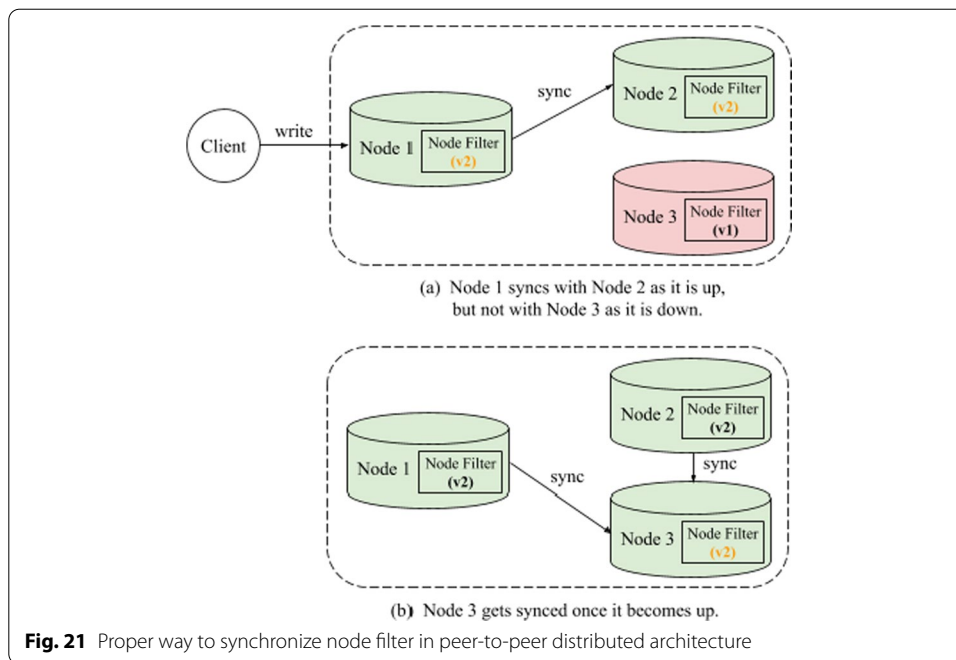 Client
write
Node 1
Node Filter
(v2)
sync
Node 2
Node Filter
(v2)
Node 3
Node Filter
(v1)
(a) Node 1 syncs with Node 2 as it is up,
but not with Node 3 as it is down.
Node 1
Node Filter
(v2)
sync
Node 2
Node Filter
(v2)
sync
Node 3
Node Filter
(v2)
(b) Node 3 gets synced once it becomes up.
Fig. 21 Proper way to synchronize node filter in peer-to-peer distributed architecture